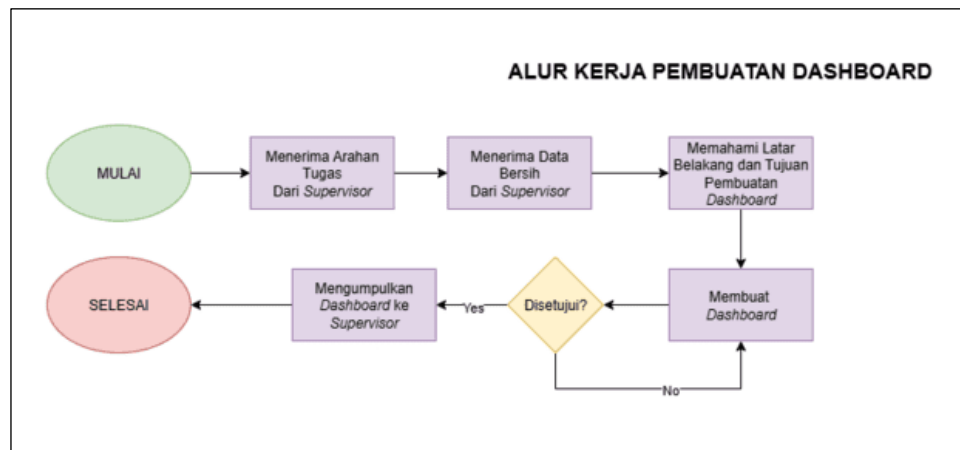 ALUR KERJA PEMBUATAN DASHBOARD
MULAI
Menerima Arahan
Tugas
Dari Supervisor
Menerima Data
Bersih
Dari Supervisor
Memahami Latar
Belakang dan Tujuan
Pembuatan
Dashboard
Membuat
Dashboard
Disetujui?
Yes
No
Mengumpulkan
Dashboard ke
Supervisor
SELESAI